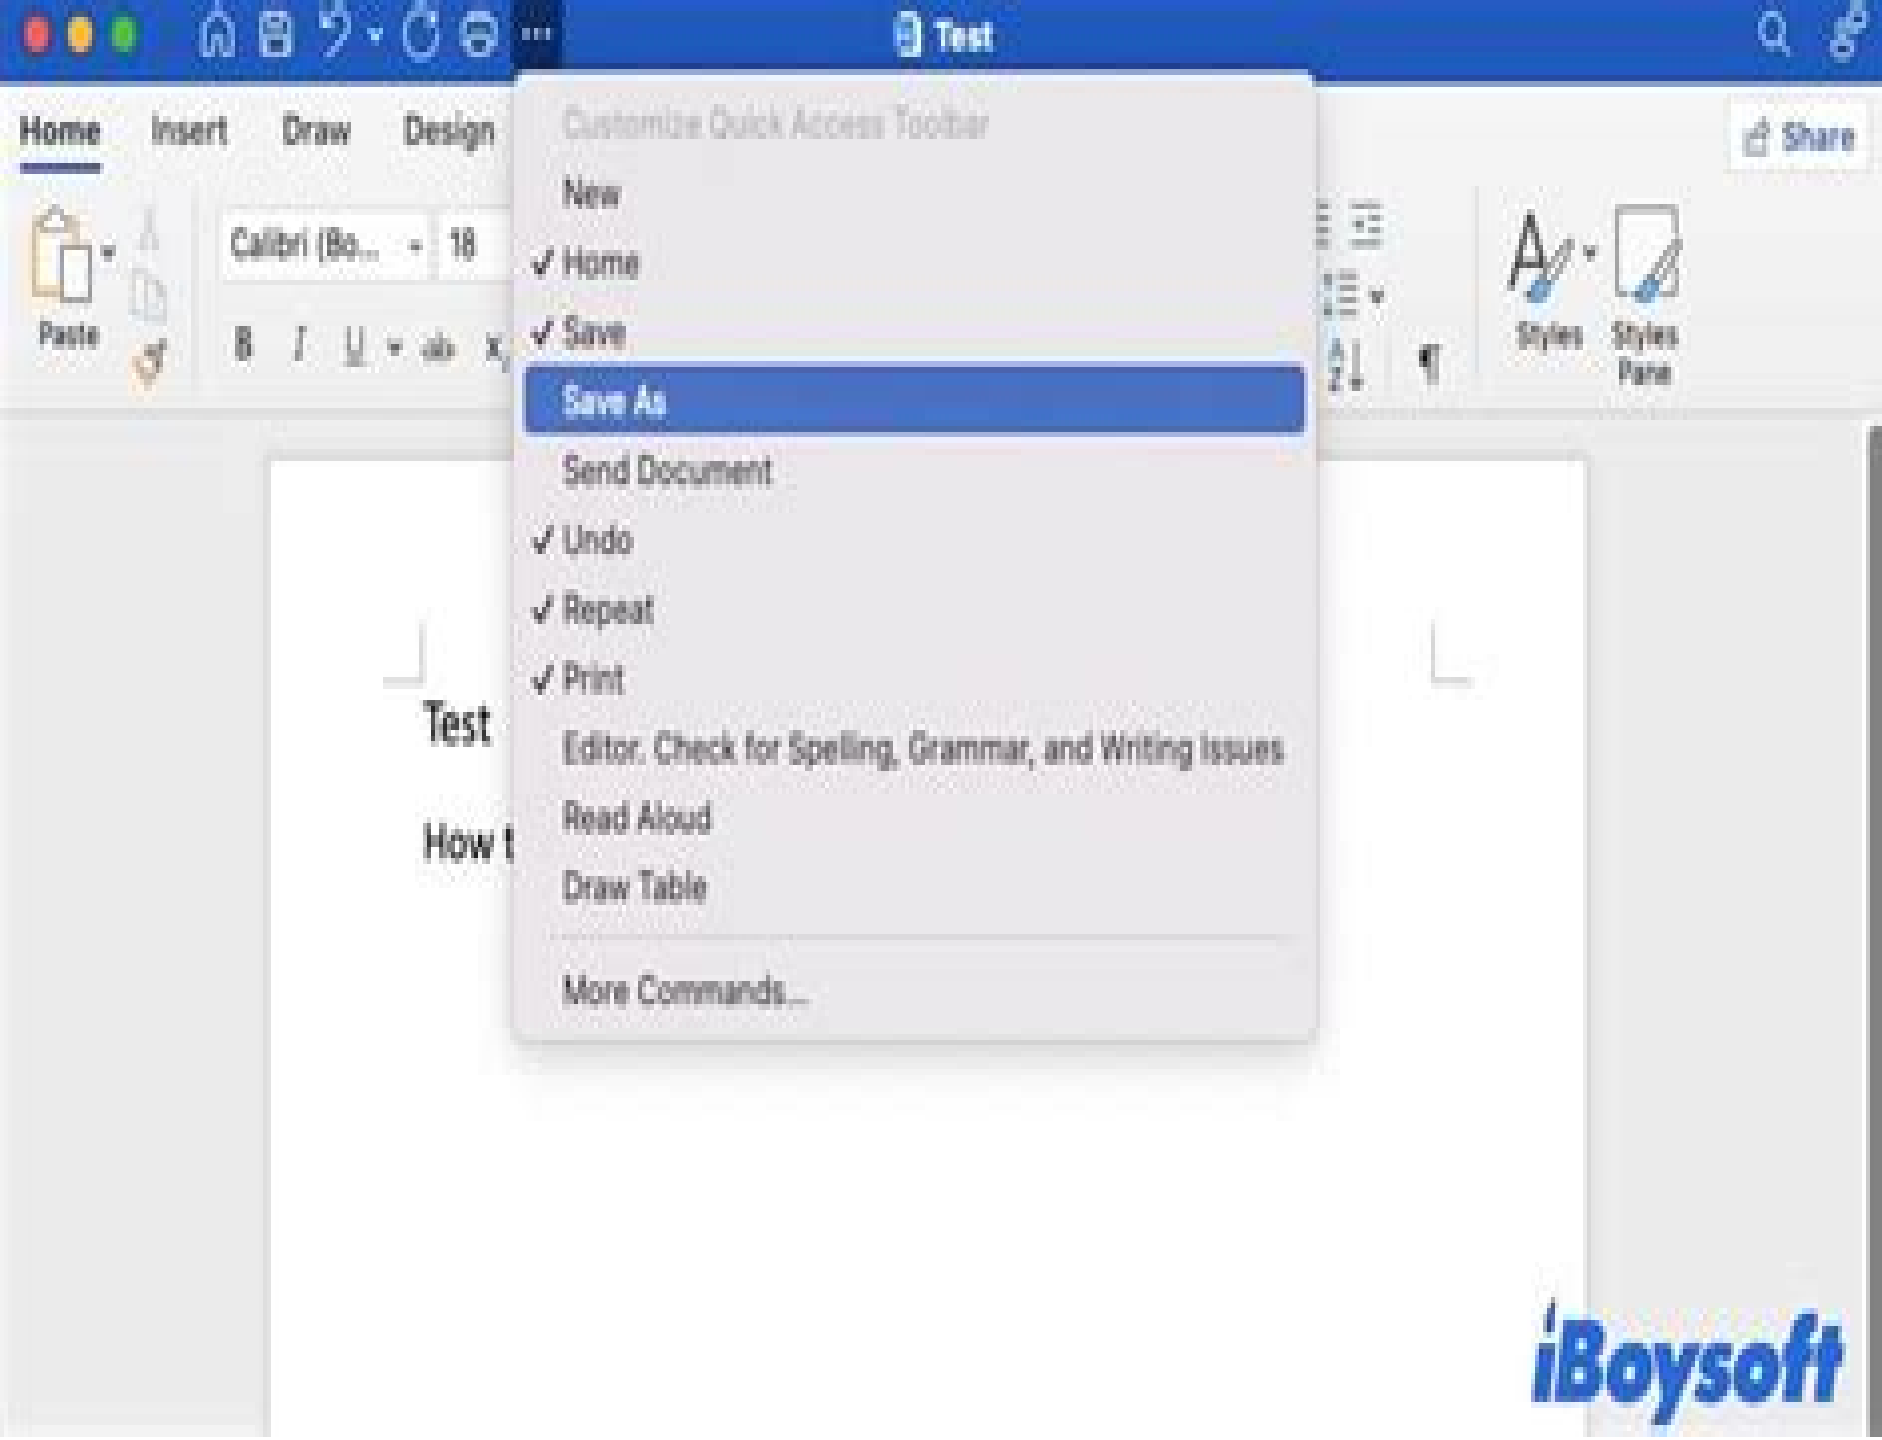 Test
Home Insert Draw Design
Share
Calibri (Bo... 18
Paste
B I U ab X
Styles Styles
Pane
Customize Quick Access Toolbar
New
✓ Home
✓ Save
Save As
Send Document
✓ Undo
✓ Repeat
✓ Print
Editor. Check for Spelling, Grammar, and Writing Issues
Read Aloud
Draw Table
More Commands...
Test
How t
iBoysoft